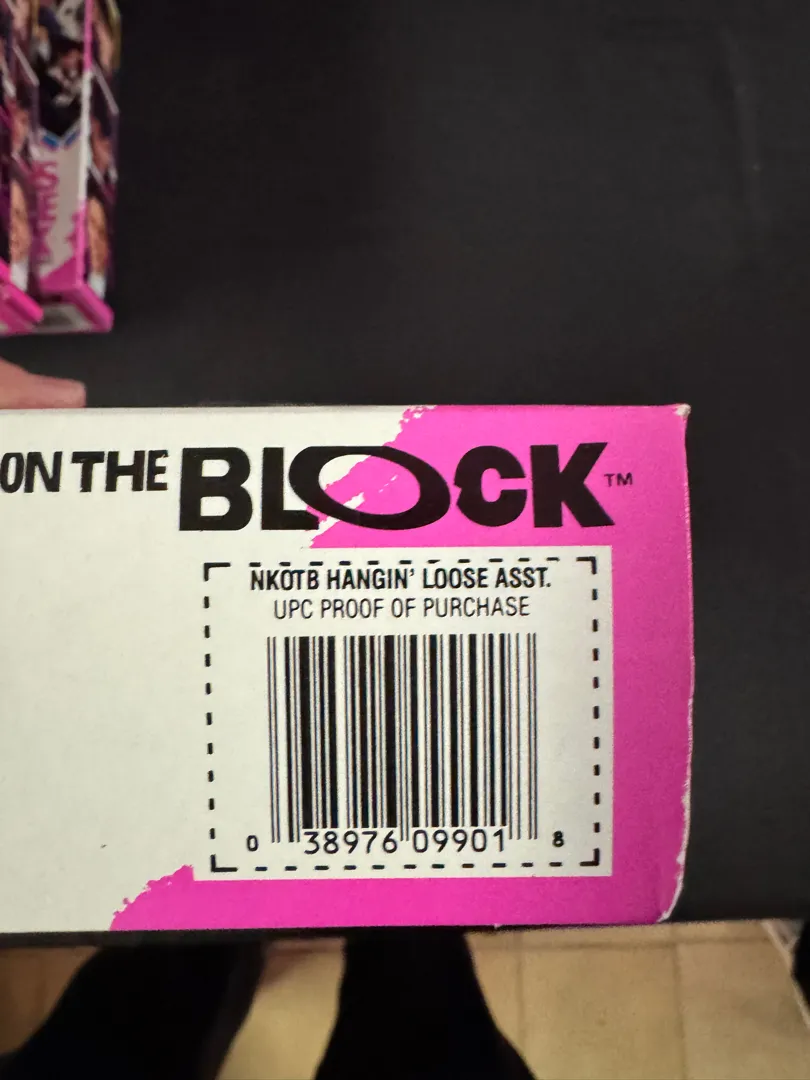 ON THE BLOCK™
NKOTB HANGIN' LOOSE ASST.
UPC PROOF OF PURCHASE
0 38976 09901 8